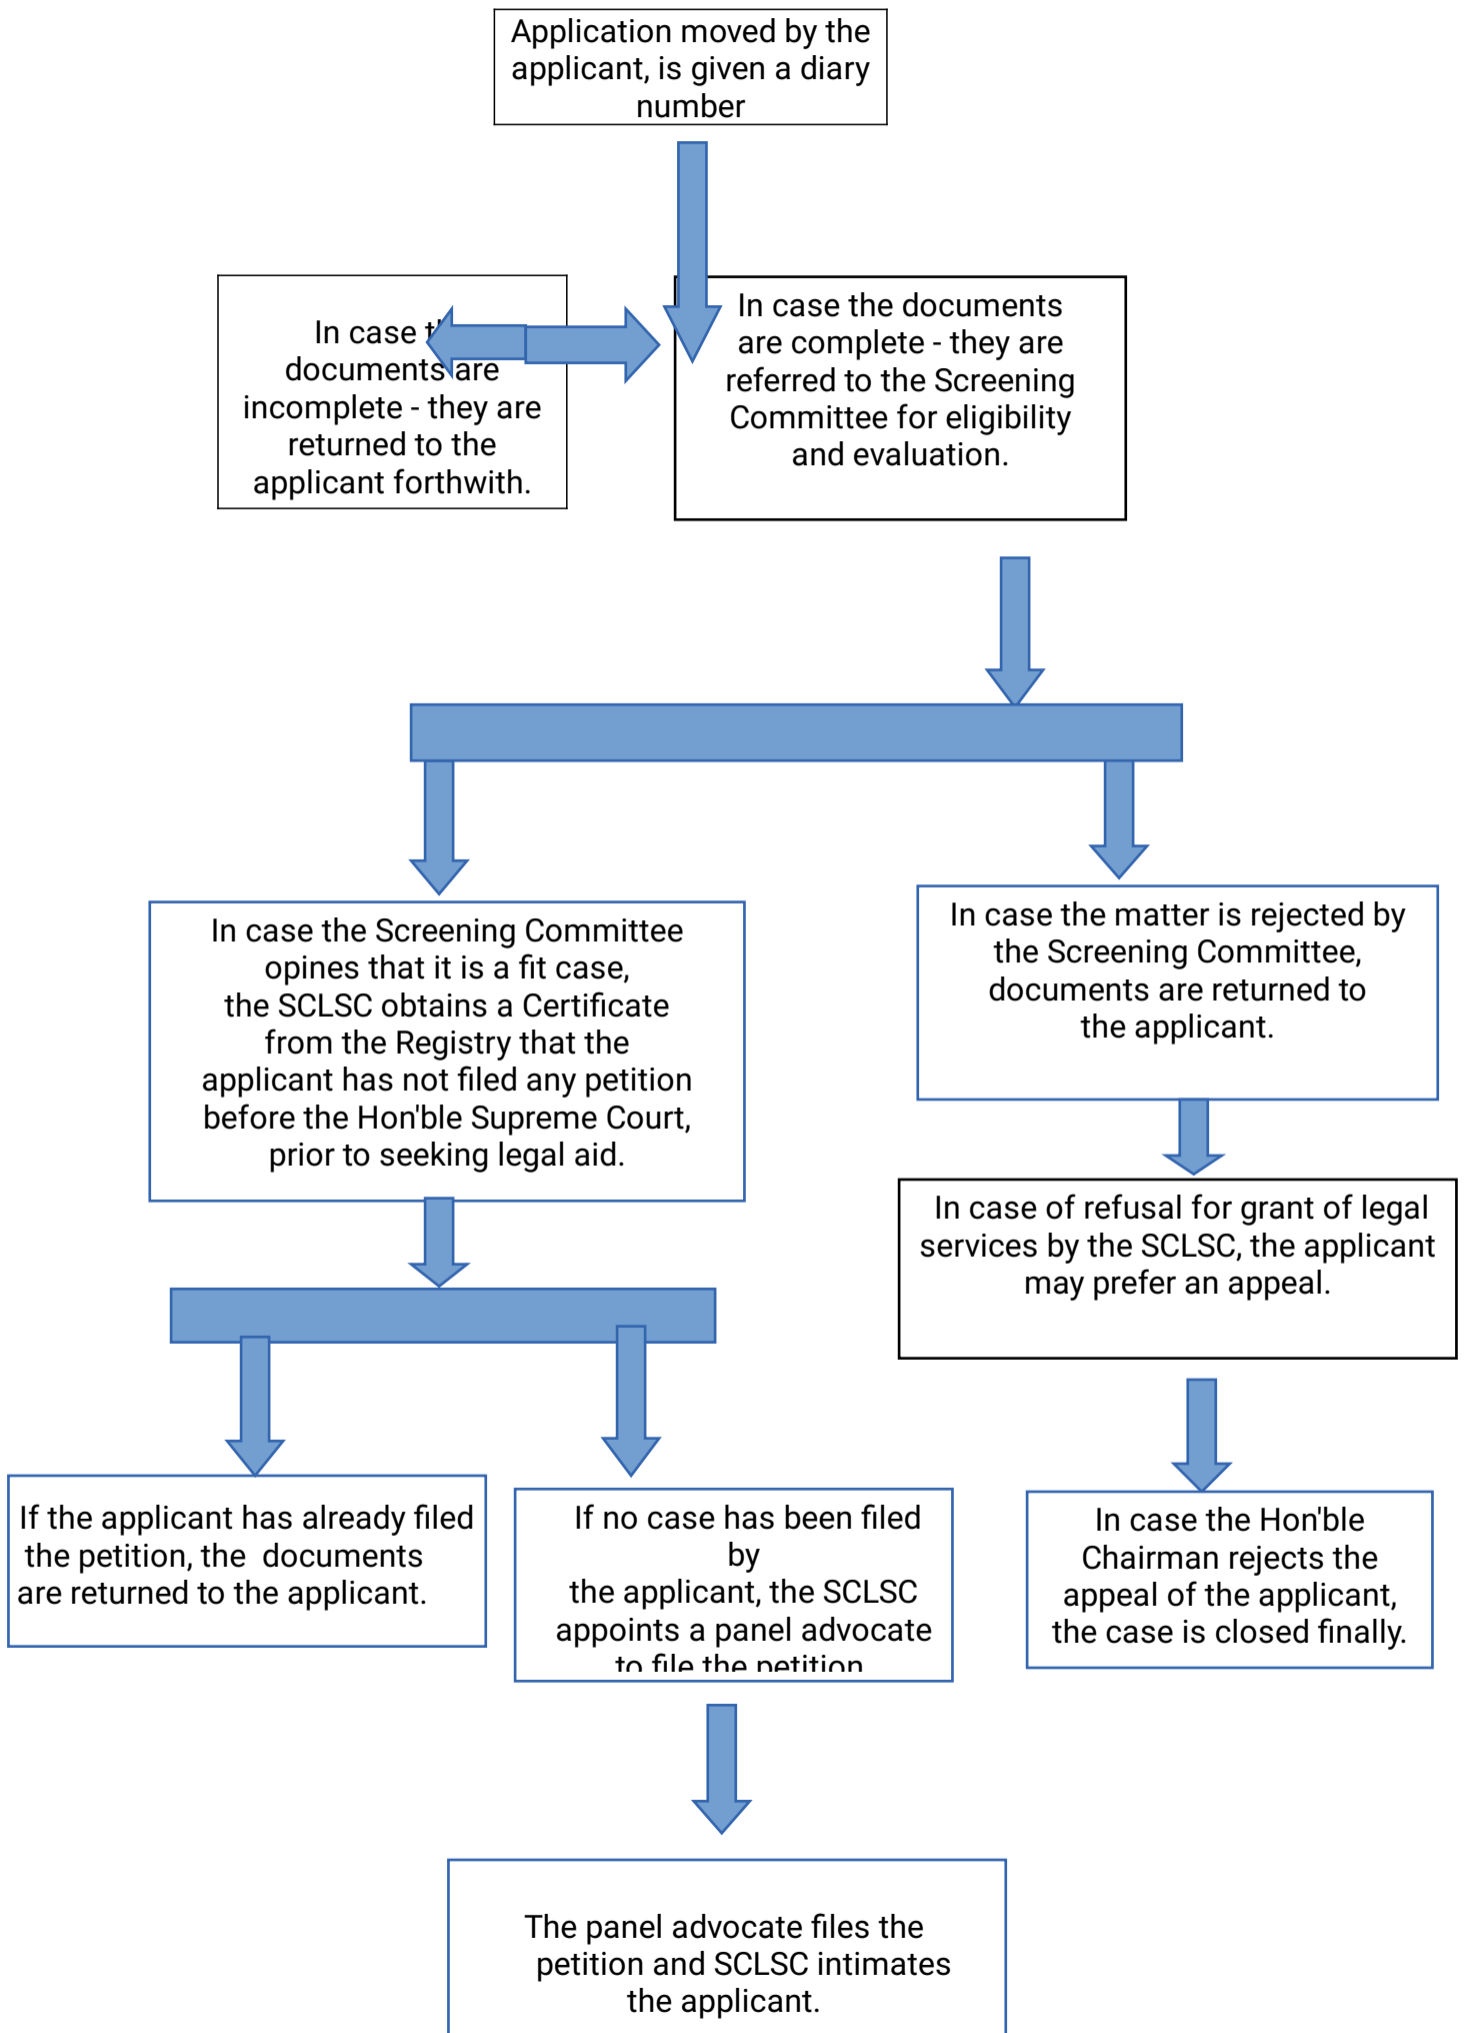 Application moved by the
applicant, is given a diary
number
In case
documents are
incomplete - they are
returned to the
applicant forthwith.
In case the documents
are complete - they are
referred to the Screening
Committee for eligibility
and evaluation.
In case the Screening Committee
opines that it is a fit case,
the SCLSC obtains a Certificate
from the Registry that the
applicant has not filed any petition
before the Hon'ble Supreme Court,
prior to seeking legal aid.
In case the matter is rejected by
the Screening Committee,
documents are returned to
the applicant.
In case of refusal for grant of legal
services by the SCLSC, the applicant
may prefer an appeal.
If the applicant has already filed
the petition, the documents
are returned to the applicant.
If no case has been filed
by
the applicant, the SCLSC
appoints a panel advocate
to file the petition
In case the Hon'ble
Chairman rejects the
appeal of the applicant,
the case is closed finally.
The panel advocate files the
petition and SCLSC intimates
the applicant.